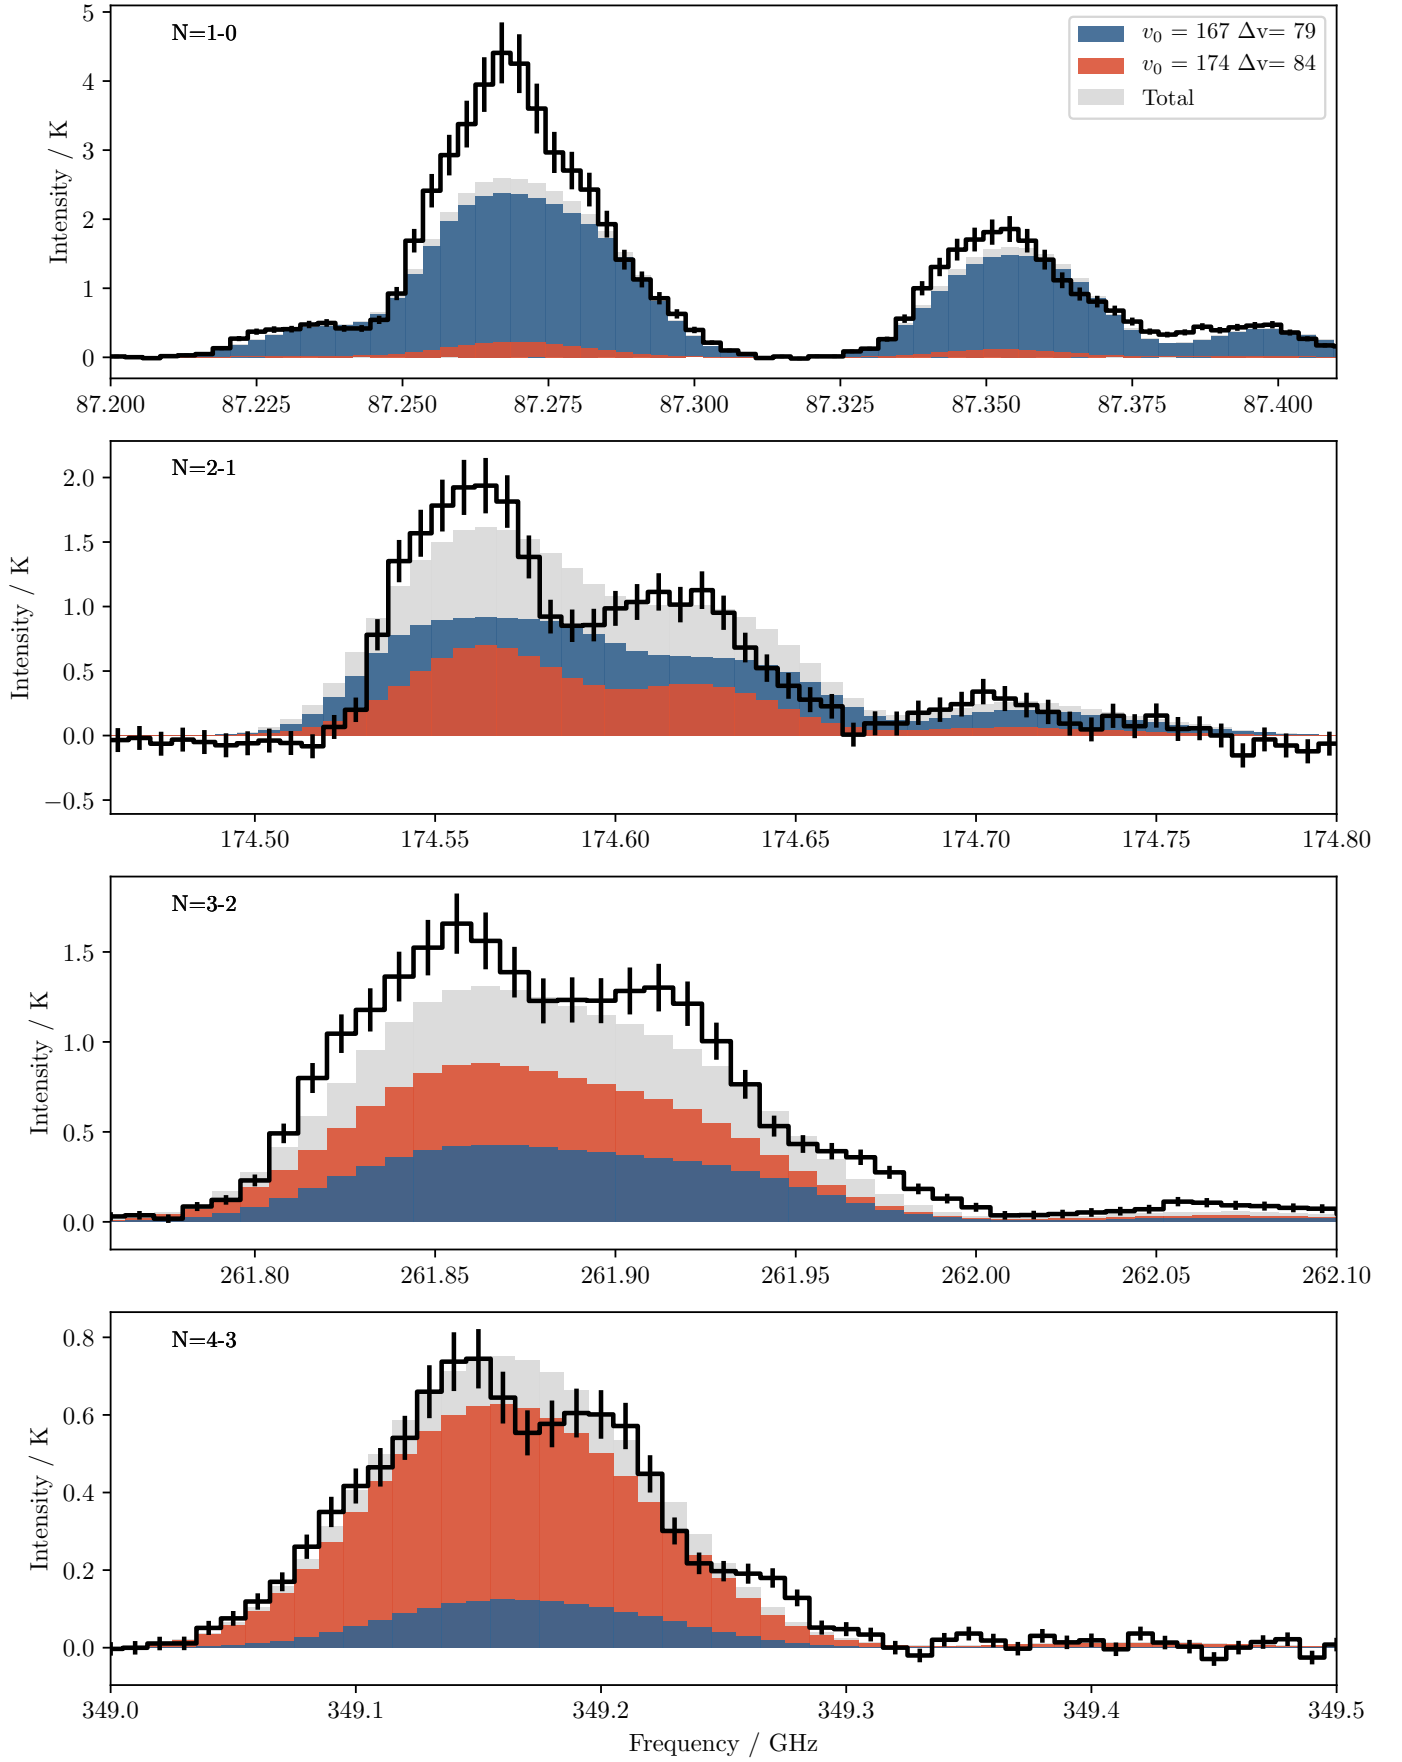 N=1-0
v₀ = 167 Δv= 79
v₀ = 174 Δv= 84
Total
Intensity / K
5
4
3
2
1
0
87.200 87.225 87.250 87.275 87.300 87.325 87.350 87.375 87.400
N=2-1
Intensity / K
2.0
1.5
1.0
0.5
0.0
−0.5
174.50 174.55 174.60 174.65 174.70 174.75 174.80
N=3-2
Intensity / K
1.5
1.0
0.5
0.0
261.80 261.85 261.90 261.95 262.00 262.05 262.10
N=4-3
Intensity / K
0.8
0.6
0.4
0.2
0.0
349.0 349.1 349.2 349.3 349.4 349.5
Frequency / GHz